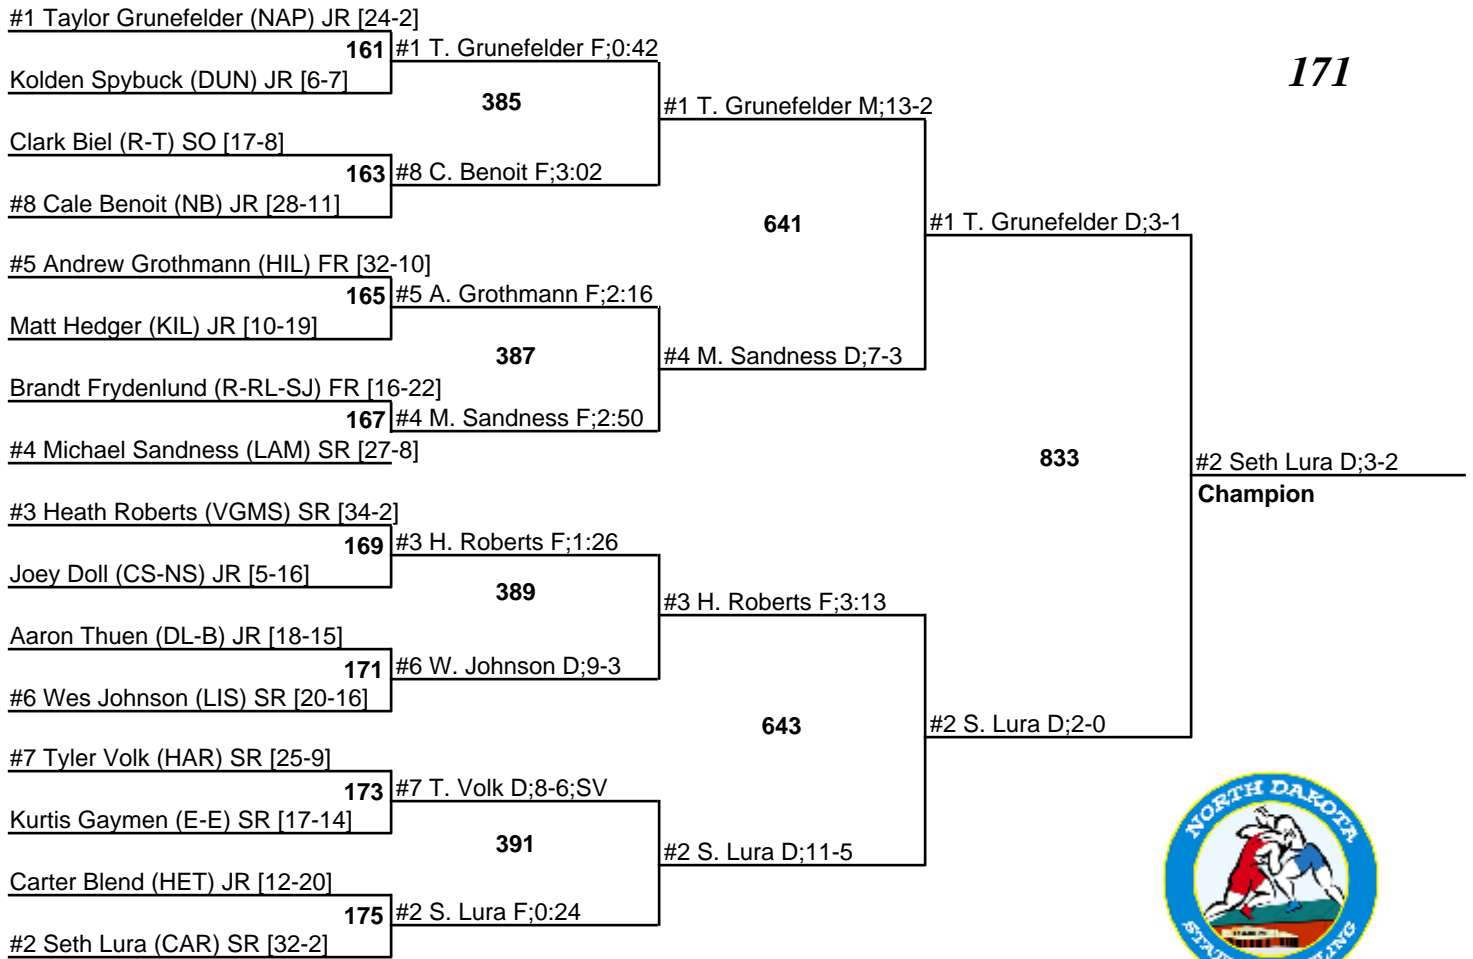 #1 Taylor Grunefelder (NAP) JR [24-2]
161 #1 T. Grunefelder F;0:42
171
Kolden Spybuck (DUN) JR [6-7]
385
#1 T. Grunefelder M;13-2
Clark Biel (R-T) SO [17-8]
163 #8 C. Benoit F;3:02
#8 Cale Benoit (NB) JR [28-11]
641
#1 T. Grunefelder D;3-1
#5 Andrew Grothmann (HIL) FR [32-10]
165 #5 A. Grothmann F;2:16
Matt Hedger (KIL) JR [10-19]
387
#4 M. Sandness D;7-3
Brandt Frydenlund (R-RL-SJ) FR [16-22]
167 #4 M. Sandness F;2:50
#4 Michael Sandness (LAM) SR [27-8]
833
#2 Seth Lura D;3-2
Champion
#3 Heath Roberts (VGMS) SR [34-2]
169 #3 H. Roberts F;1:26
Joey Doll (CS-NS) JR [5-16]
389
#3 H. Roberts F;3:13
Aaron Thuen (DL-B) JR [18-15]
171 #6 W. Johnson D;9-3
#6 Wes Johnson (LIS) SR [20-16]
643
#2 S. Lura D;2-0
#7 Tyler Volk (HAR) SR [25-9]
173 #7 T. Volk D;8-6;SV
Kurtis Gaymen (E-E) SR [17-14]
391
#2 S. Lura D;11-5
Carter Blend (HET) JR [12-20]
175 #2 S. Lura F;0:24
#2 Seth Lura (CAR) SR [32-2]
NORTH DAKOTA